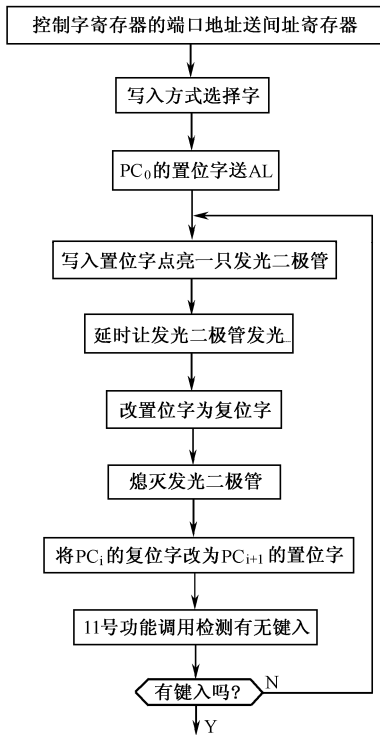 控制字寄存器的端口地址送间址寄存器
写入方式选择字
PC₀的置位字送AL
写入置位字点亮一只发光二极管
延时让发光二极管发光
改置位字为复位字
熄灭发光二极管
将PCᵢ的复位字改为PCᵢ₊₁的置位字
11号功能调用检测有无键入
有键入吗?
N
Y